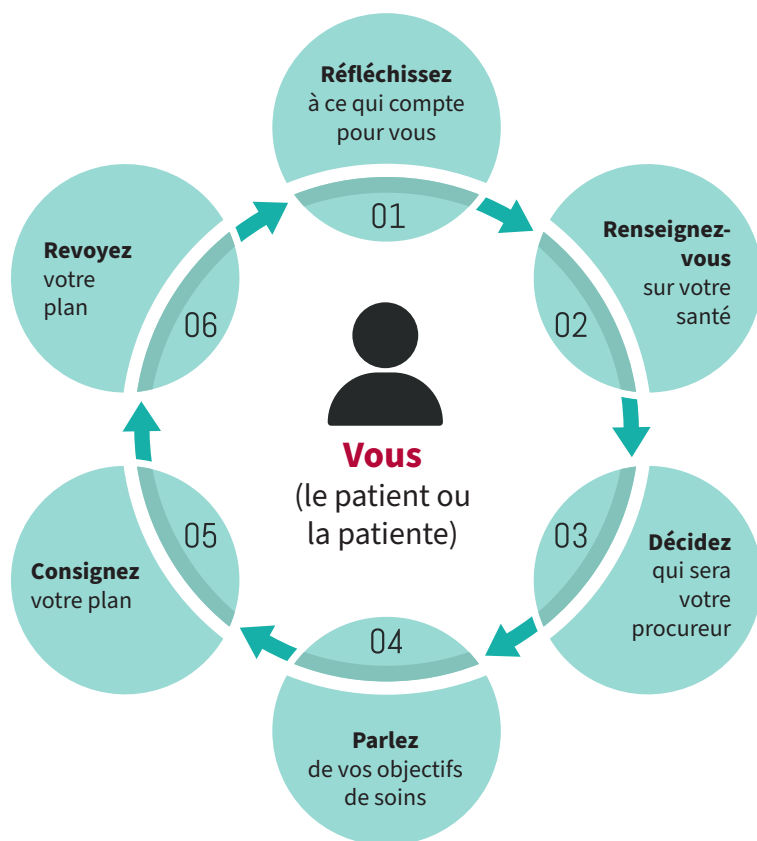 Réfléchissez
à ce qui compte
pour vous
01
Renseignez-
vous
sur votre
santé
02
Décidez
qui sera
votre
procureur
03
Parlez
de vos objectifs
de soins
04
Consignez
votre plan
05
Revoyez
votre
plan
06
Vous
(le patient ou
la patiente)